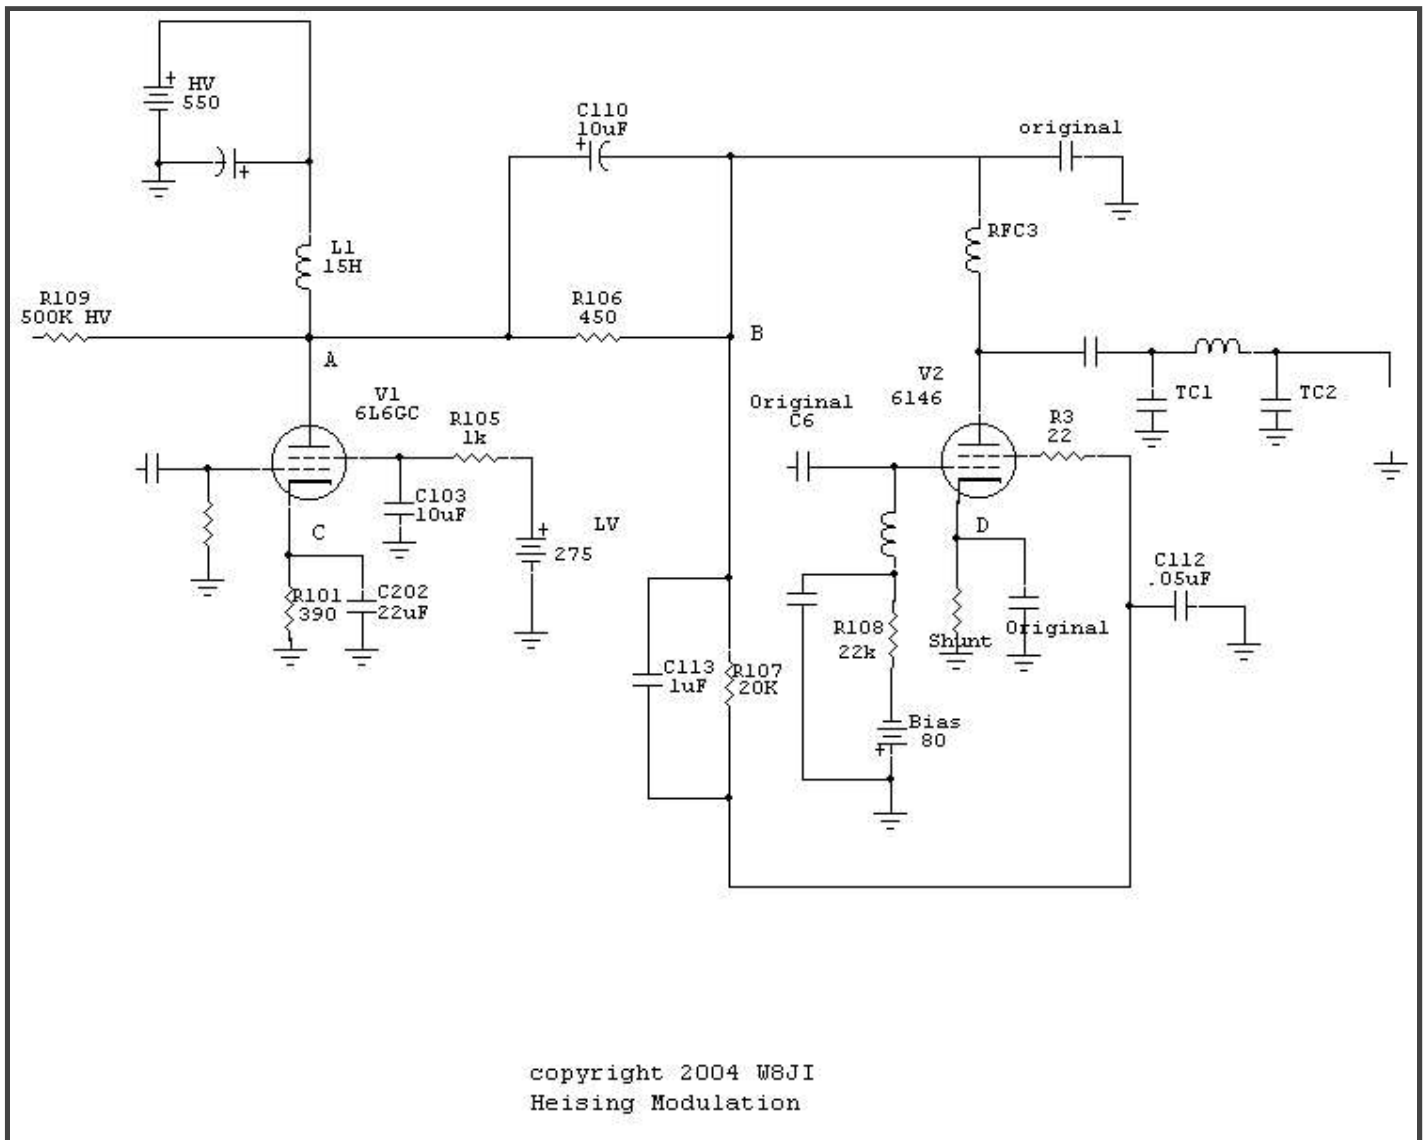 + HV
550
C110
10uF
+
original
+
L1
15H
RFC3
R109
500K HV
R106
450
B
A
V1
6L6GC
R105
1k
V2
6146
Original
C6
R3
22
TC1
TC2
C103
10uF
C
+ LV
275
D
R101
390
C202
22uF
C112
.05uF
R108
22k
Shunt
Original
C113
1uF
R107
20K
Bias
80
+
copyright 2004 W8JI
Heising Modulation